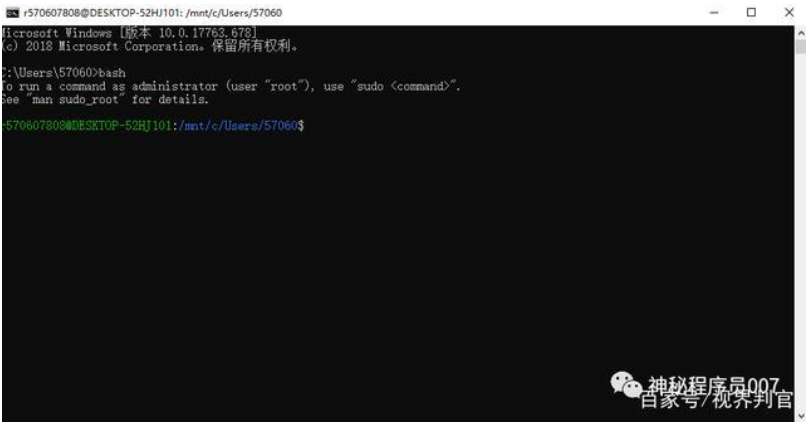 r570607808@DESKTOP-52HJ101: /mnt/c/Users/57060
Microsoft Windows [版本 10.0.17763.678]
(c) 2018 Microsoft Corporation。保留所有权利。
C:\Users\57060>bash
To run a command as administrator (user "root"), use "sudo <command>".
See "man sudo_root" for details.
r570607808@DESKTOP-52HJ101:/mnt/c/Users/57060$
神秘程序员007
百家号/视界判官